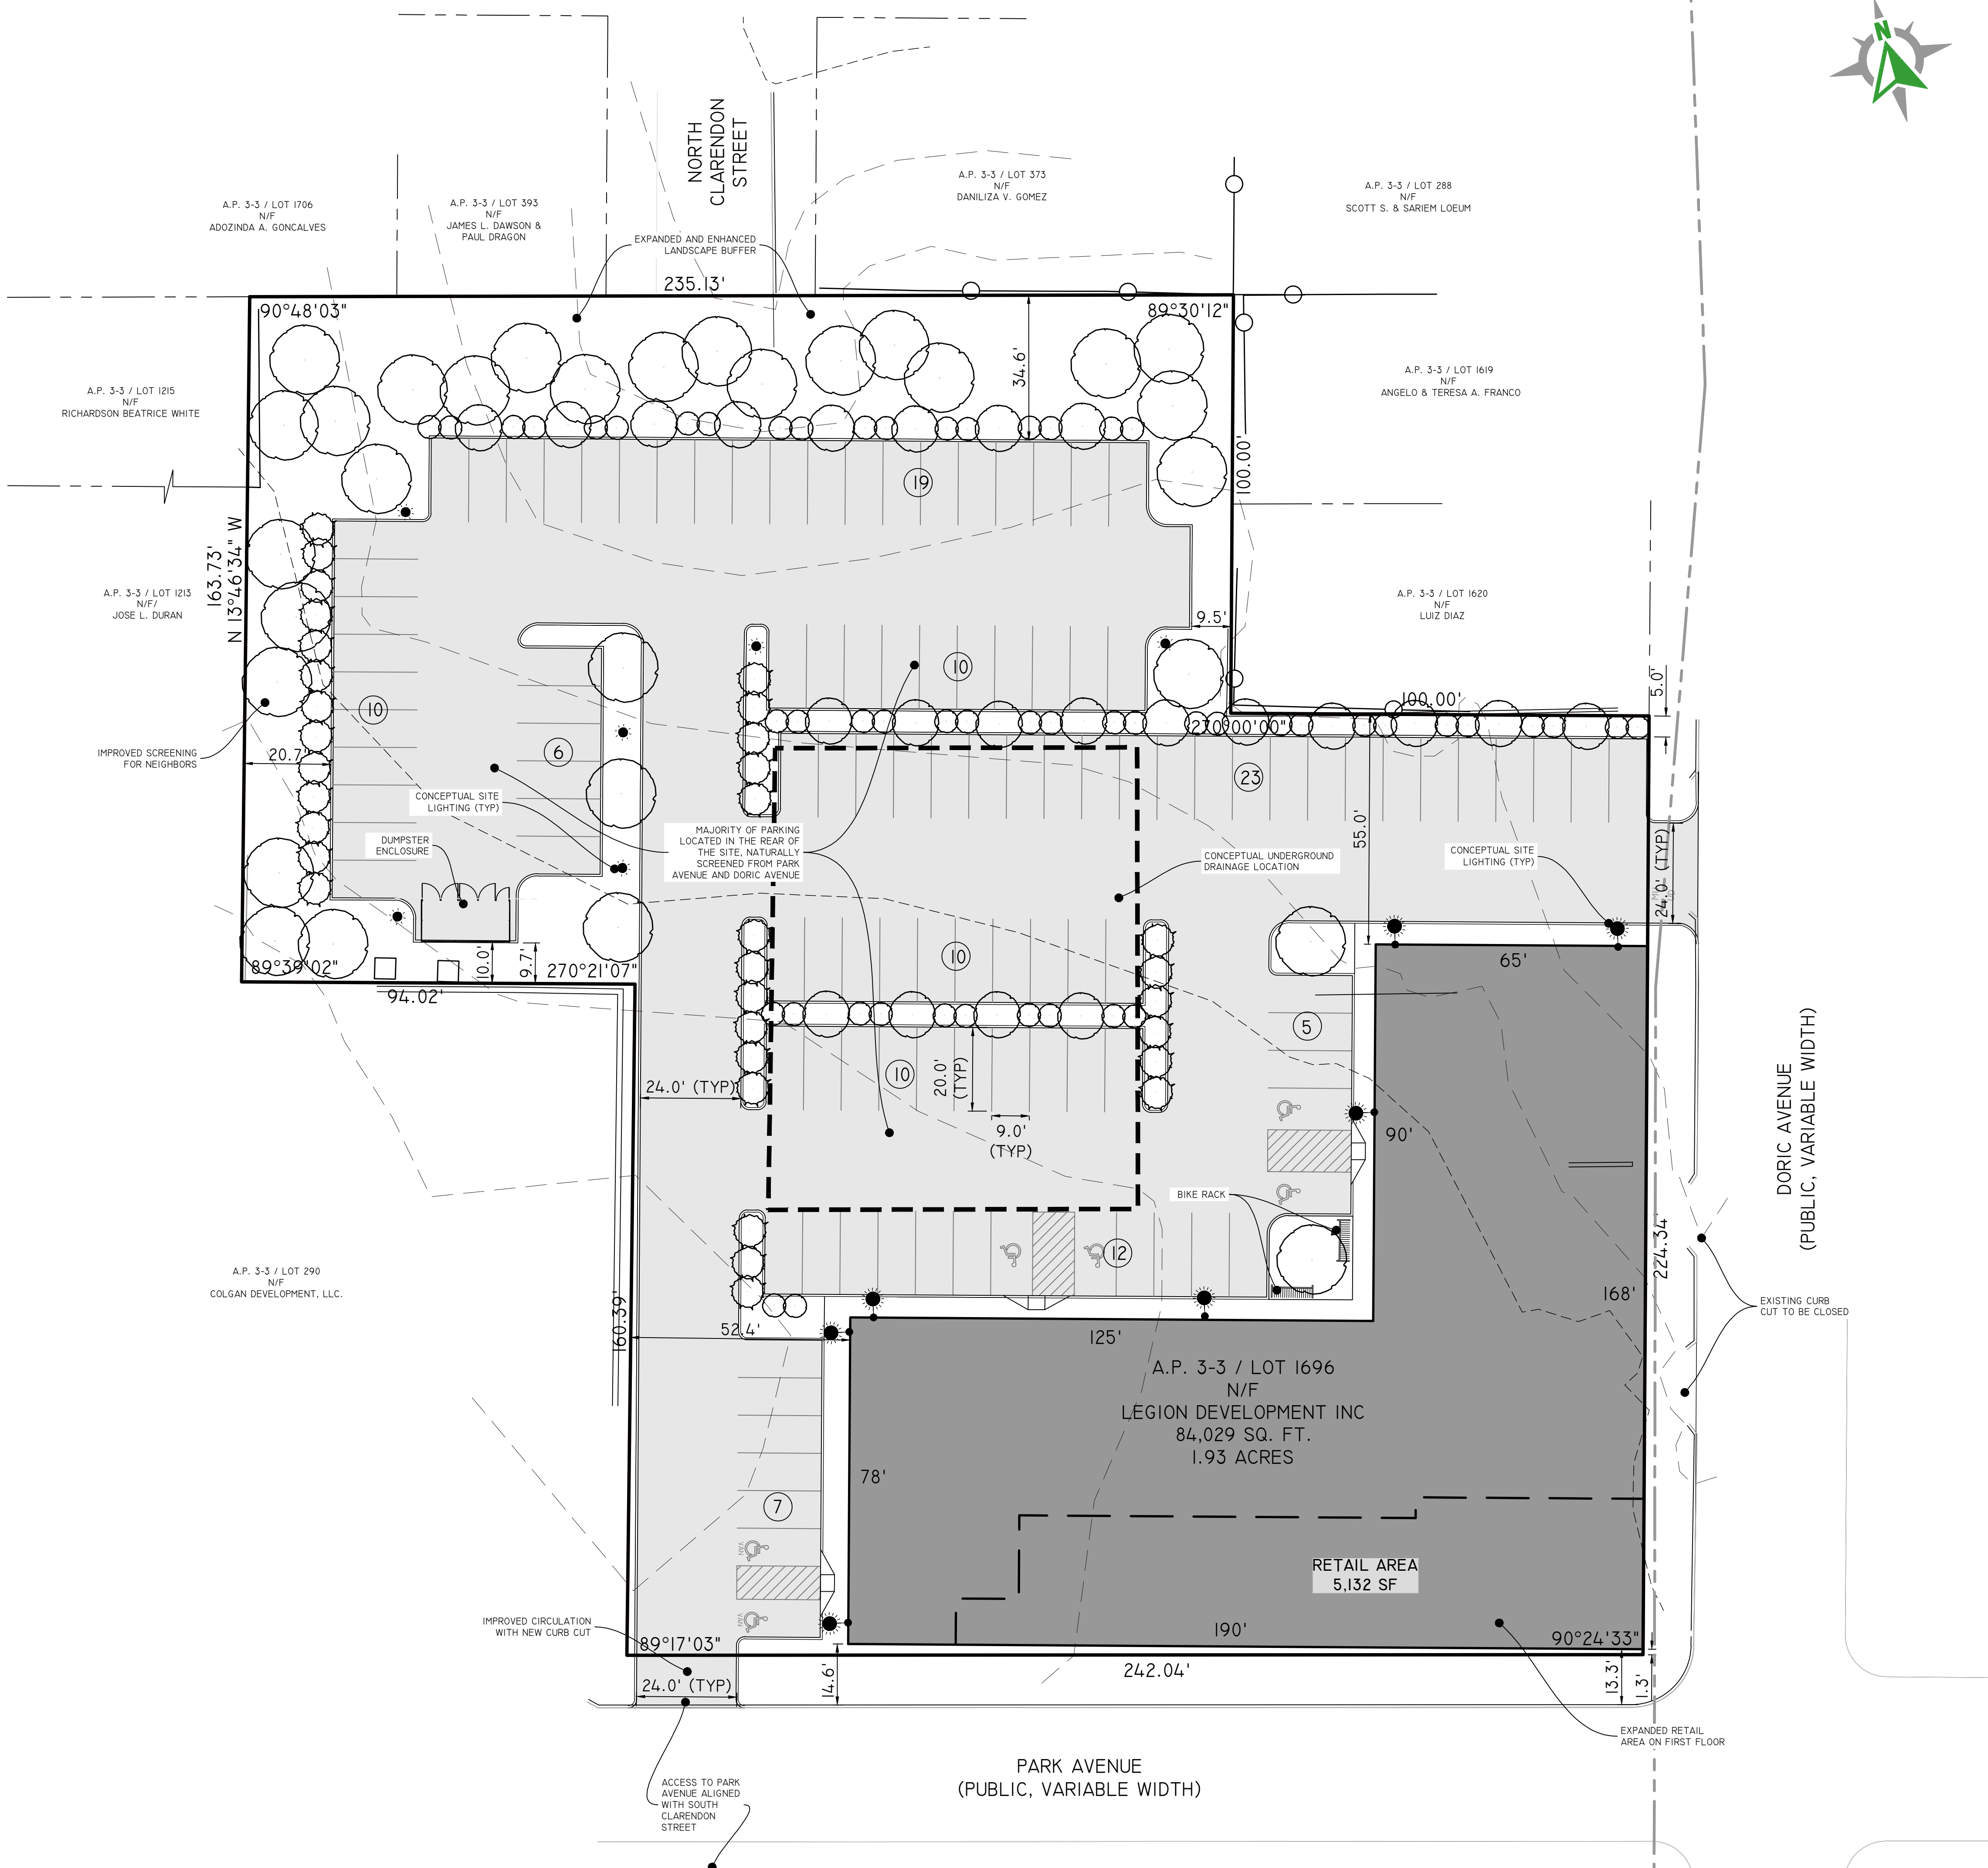 N
NORTH
CLARENDON
STREET
A.P. 3-3 / LOT 1706
N/F
ADOZINDA A. GONCALVES
A.P. 3-3 / LOT 393
N/F
JAMES L. DAWSON &
PAUL DRAGON
A.P. 3-3 / LOT 373
N/F
DANILIZA V. GOMEZ
A.P. 3-3 / LOT 288
N/F
SCOTT S. & SARIEM LOEUM
EXPANDED AND ENHANCED
LANDSCAPE BUFFER
235.13'
90°48'03"
89°30'12"
34.6'
A.P. 3-3 / LOT 1215
N/F
RICHARDSON BEATRICE WHITE
A.P. 3-3 / LOT 1619
N/F
ANGELO & TERESA A. FRANCO
100.00'
19
163.73'
N 13°46'34" W
A.P. 3-3 / LOT 1213
N/F/
JOSE L. DURAN
A.P. 3-3 / LOT 1620
N/F
LUIZ DIAZ
9.5'
10
10
100.00'
5.0'
270°00'00"
IMPROVED SCREENING
FOR NEIGHBORS
20.7'
6
23
CONCEPTUAL SITE
LIGHTING (TYP)
DUMPSTER
ENCLOSURE
MAJORITY OF PARKING
LOCATED IN THE REAR OF
THE SITE, NATURALLY
SCREENED FROM PARK
AVENUE AND DORIC AVENUE
CONCEPTUAL UNDERGROUND
DRAINAGE LOCATION
55.0'
CONCEPTUAL SITE
LIGHTING (TYP)
24.0' (TYP)
89°39'02"
94.02'
10.0'
9.7'
270°21'07"
10
65'
5
24.0' (TYP)
10
20.0'
(TYP)
9.0'
(TYP)
90'
DORIC AVENUE
(PUBLIC, VARIABLE WIDTH)
BIKE RACK
12
A.P. 3-3 / LOT 290
N/F
COLGAN DEVELOPMENT, LLC.
160.39'
52.4'
125'
168'
224.34'
EXISTING CURB
CUT TO BE CLOSED
A.P. 3-3 / LOT 1696
N/F
LEGION DEVELOPMENT INC
84,029 SQ. FT.
1.93 ACRES
78'
7
VAN
VAN
RETAIL AREA
5,132 SF
IMPROVED CIRCULATION
WITH NEW CURB CUT
89°17'03"
190'
90°24'33"
24.0' (TYP)
14.6'
242.04'
13.3'
1.3'
EXPANDED RETAIL
AREA ON FIRST FLOOR
PARK AVENUE
(PUBLIC, VARIABLE WIDTH)
ACCESS TO PARK
AVENUE ALIGNED
WITH SOUTH
CLARENDON
STREET